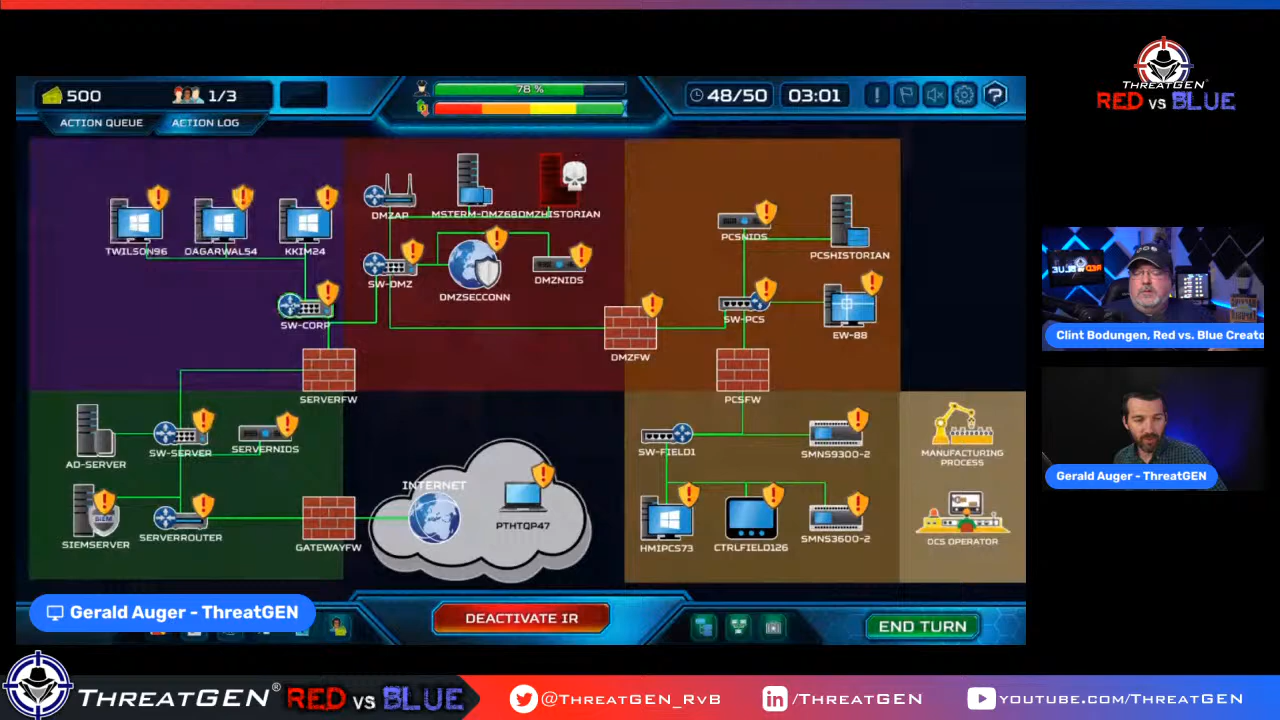 THREATGEN
RED vs BLUE
500
1/3
78 %
48/50
03:01
ACTION QUEUE
ACTION LOG
TWILSON96
OAGARWAL54
KKIM24
DMZAP
MSTERM-DMZ68
DMZHISTORIAN
PCSNIDS
PCSHISTORIAN
SW-DMZ
DMZSECCONN
DMZNIDS
SW-CORP
SW-PCS
EW-88
DMZFW
SERVERFW
PCSFW
AD-SERVER
SW-SERVER
SERVERNIDS
SW-FIELD1
SMNS9300-2
MANUFACTURING
PROCESS
INTERNET
PTHTQP47
SIEM
SIEMSERVER
SERVERROUTER
GATEWAYFW
HMIPCS73
CTRLFIELD126
SMNS3600-2
DCS OPERATOR
Clint Bodungen, Red vs. Blue Creato
Gerald Auger - ThreatGEN
Gerald Auger - ThreatGEN
DEACTIVATE IR
END TURN
THREATGEN® RED vs BLUE
@THREATGEN_RVB
/THREATGEN
YOUTUBE.COM/THREATGEN